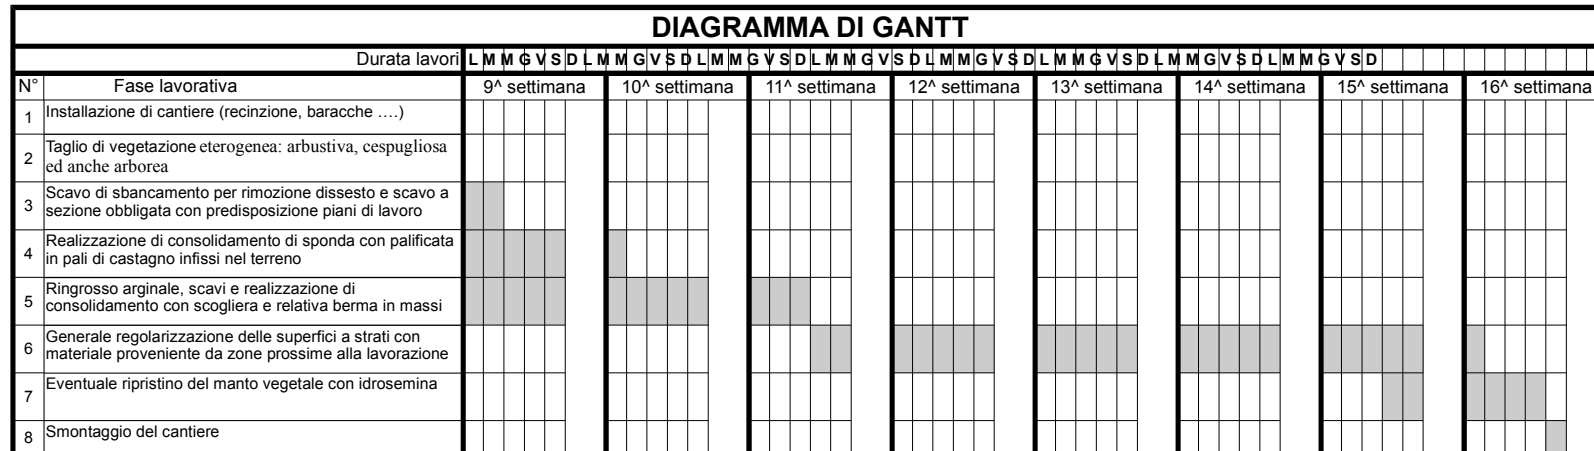 DIAGRAMMA DI GANTT
Durata lavori L M M G V S D L M M G V S D L M M G V S D L M M G V S D L M M G V S D L M M G V S D L M M G V S D L M M G V S D
N° Fase lavorativa 9^ settimana 10^ settimana 11^ settimana 12^ settimana 13^ settimana 14^ settimana 15^ settimana 16^ settimana
1 Installazione di cantiere (recinzione, baracche ….)
2 Taglio di vegetazione eterogenea: arbustiva, cespugliosa
ed anche arborea
3 Scavo di sbancamento per rimozione dissesto e scavo a
sezione obbligata con predisposizione piani di lavoro
4 Realizzazione di consolidamento di sponda con palificata
in pali di castagno infissi nel terreno
5 Ringrosso arginale, scavi e realizzazione di
consolidamento con scogliera e relativa berma in massi
6 Generale regolarizzazione delle superfici a strati con
materiale proveniente da zone prossime alla lavorazione
7 Eventuale ripristino del manto vegetale con idrosemina
8 Smontaggio del cantiere